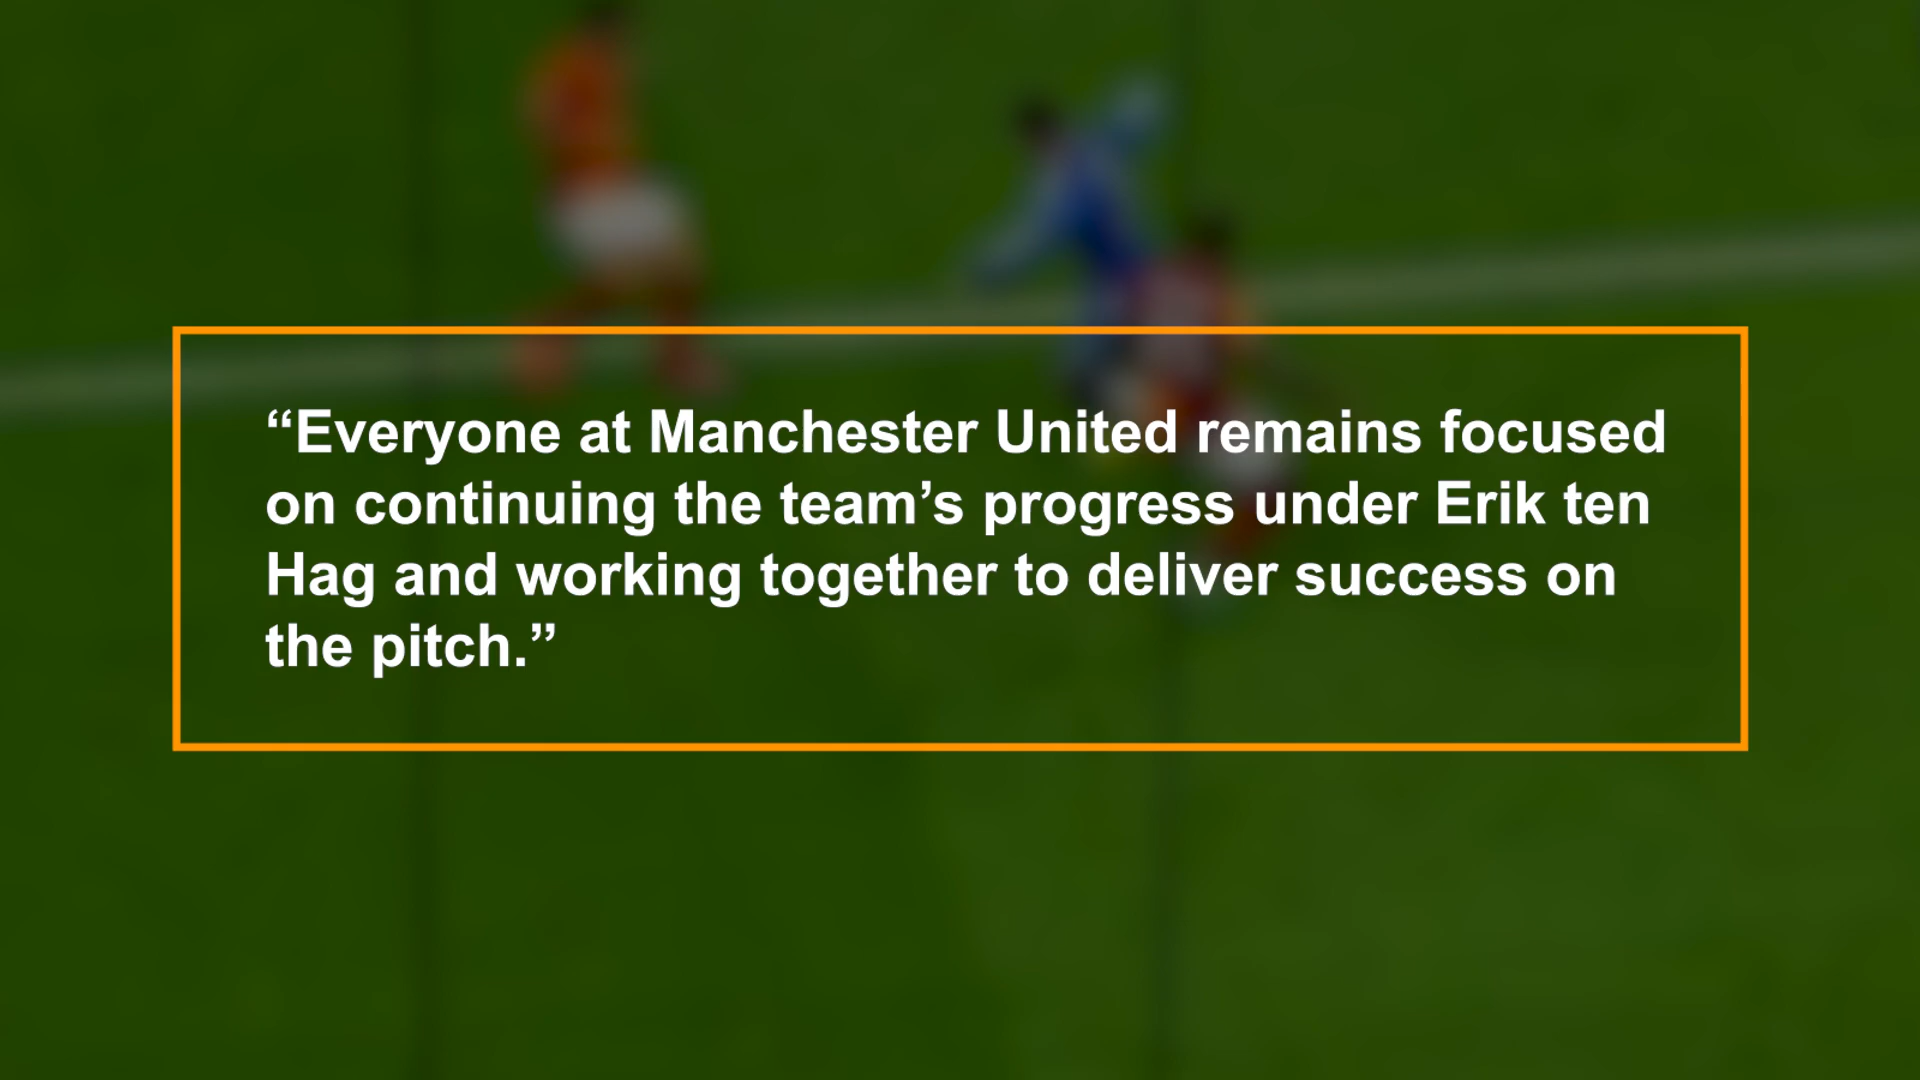 “Everyone at Manchester United remains focused
on continuing the team’s progress under Erik ten
Hag and working together to deliver success on
the pitch.”